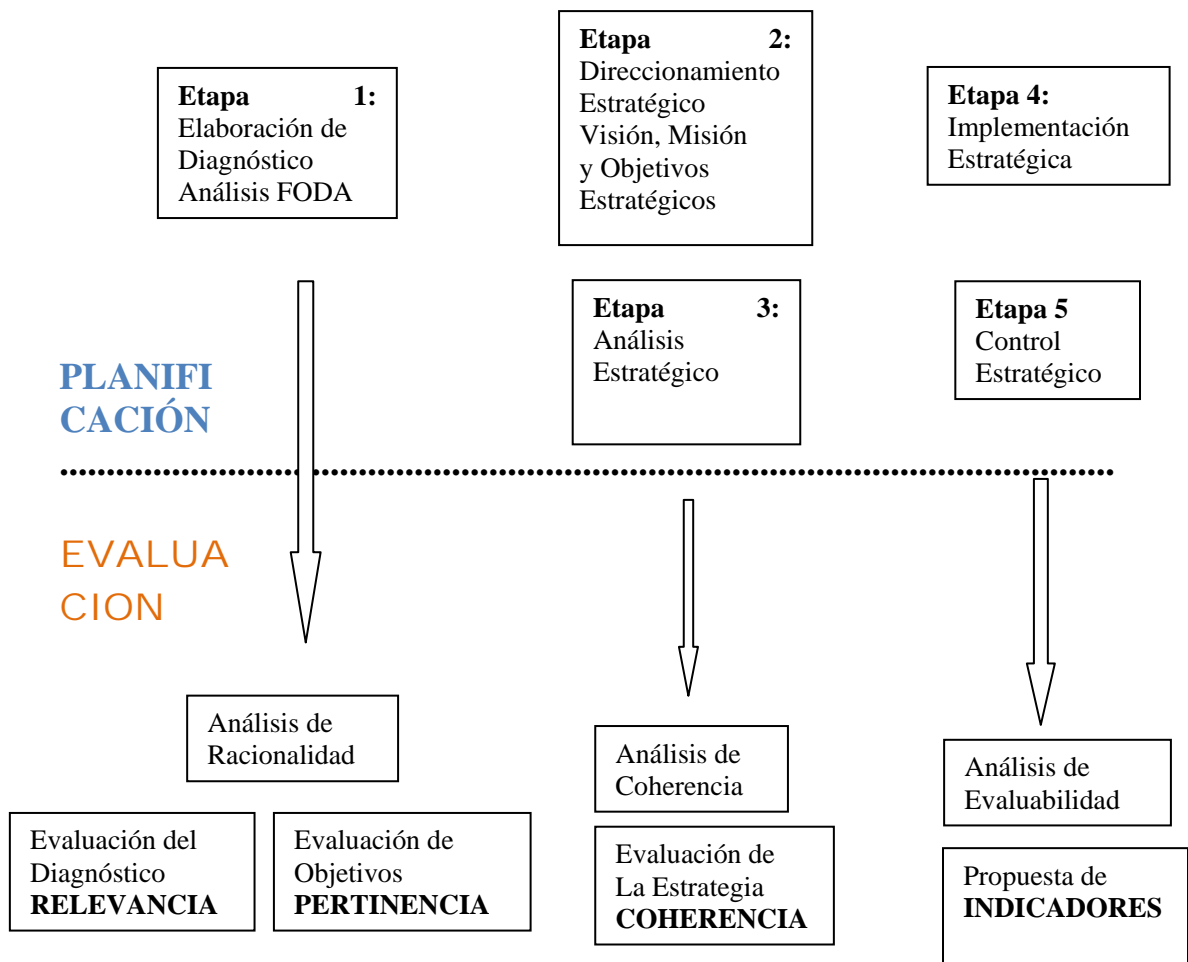 Etapa 1:
Elaboración de
Diagnóstico
Análisis FODA
Etapa 2:
Direccionamiento
Estratégico
Visión, Misión
y Objetivos
Estratégicos
Etapa 4:
Implementación
Estratégica
Etapa 3:
Análisis
Estratégico
Etapa 5
Control
Estratégico
PLANIFI
CACIÓN
EVALUA
CION
Análisis de
Racionalidad
Análisis de
Coherencia
Análisis de
Evaluabilidad
Evaluación del
Diagnóstico
RELEVANCIA
Evaluación de
Objetivos
PERTINENCIA
Evaluación de
La Estrategia
COHERENCIA
Propuesta de
INDICADORES